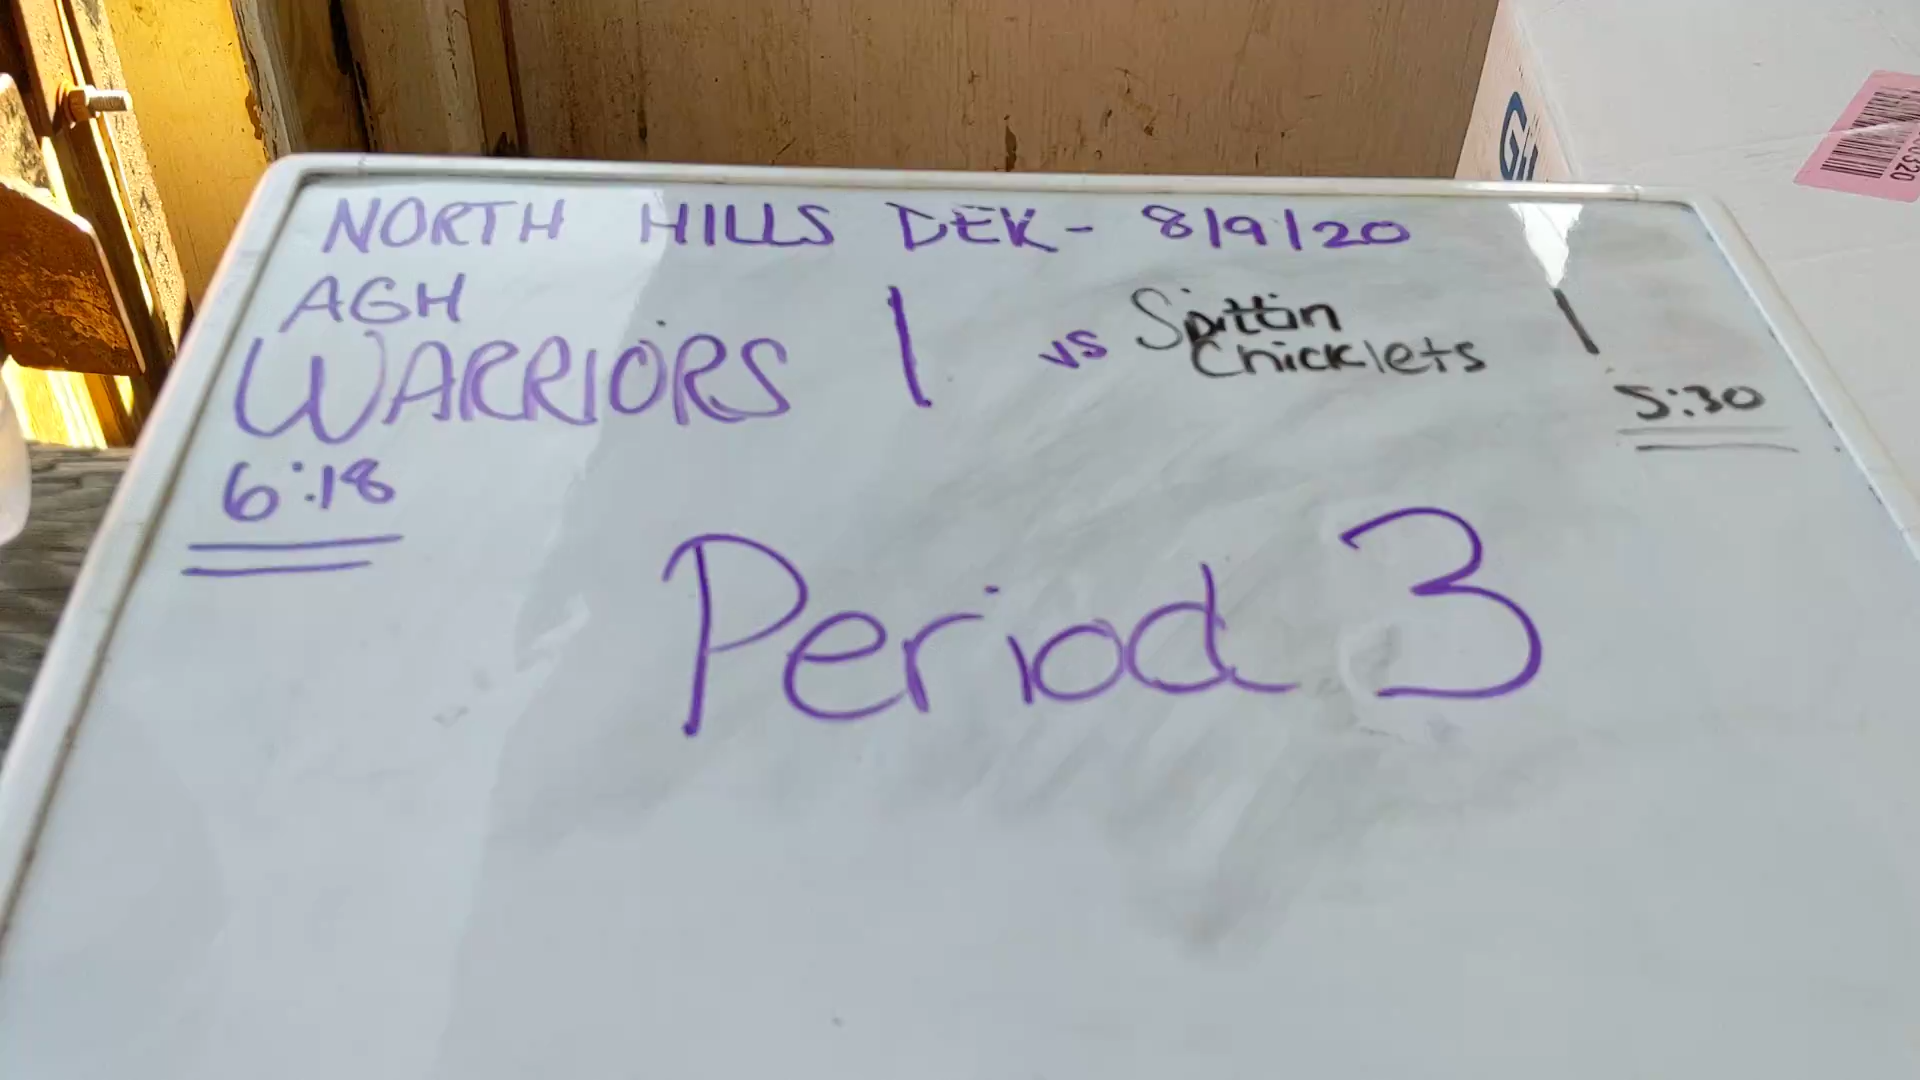 NORTH HILLS DEK - 8/9/20
AGH
WARRIORS 1 vs Spittin Chicklets 1
6:18
5:30
Period 3